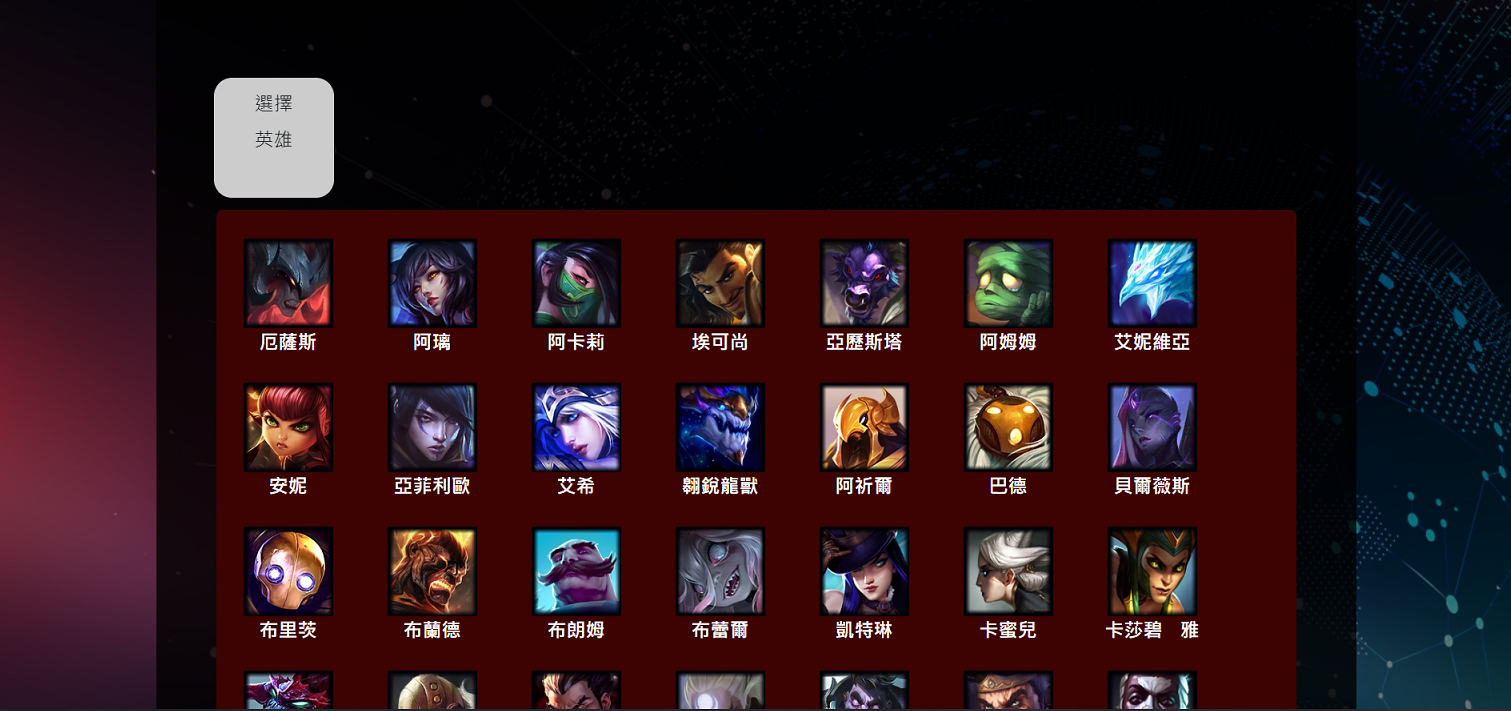 選擇
英雄
厄薩斯 阿璃 阿卡莉 埃可尚 亞歷斯塔 阿姆姆 艾妮維亞
安妮 亞菲利歐 艾希 翱銳龍獸 阿祈爾 巴德 貝爾薇斯
布里茨 布蘭德 布朗姆 布蕾爾 凱特琳 卡蜜兒 卡莎碧　雅